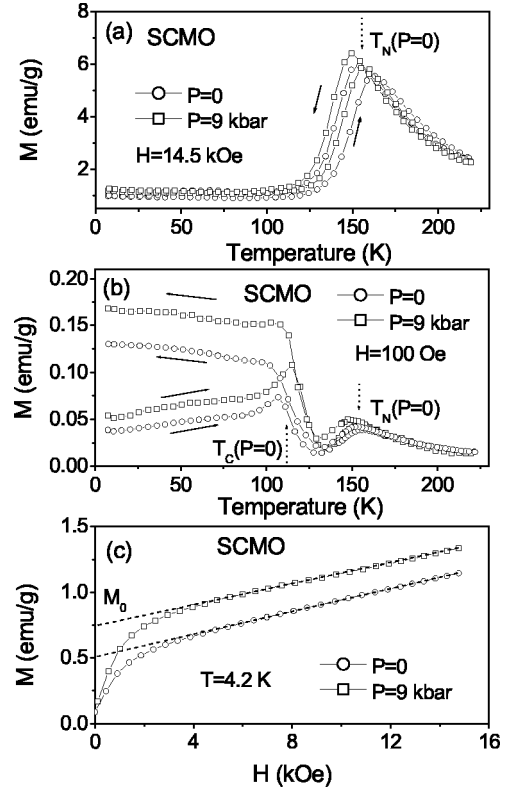 (a) SCMO
T_N(P=0)
P=0
P=9 kbar
H=14.5 kOe
M (emu/g)
6
4
2
0 50 100 150 200
Temperature (K)
(b) SCMO
P=0
P=9 kbar
H=100 Oe
T_N(P=0)
T_C(P=0)
M (emu/g)
0.20
0.15
0.10
0.05
0.00
0 50 100 150 200
Temperature (K)
(c) SCMO
M_0
T=4.2 K
P=0
P=9 kbar
M (emu/g)
1.5
1.0
0.5
0.0
0 4 8 12 16
H (kOe)